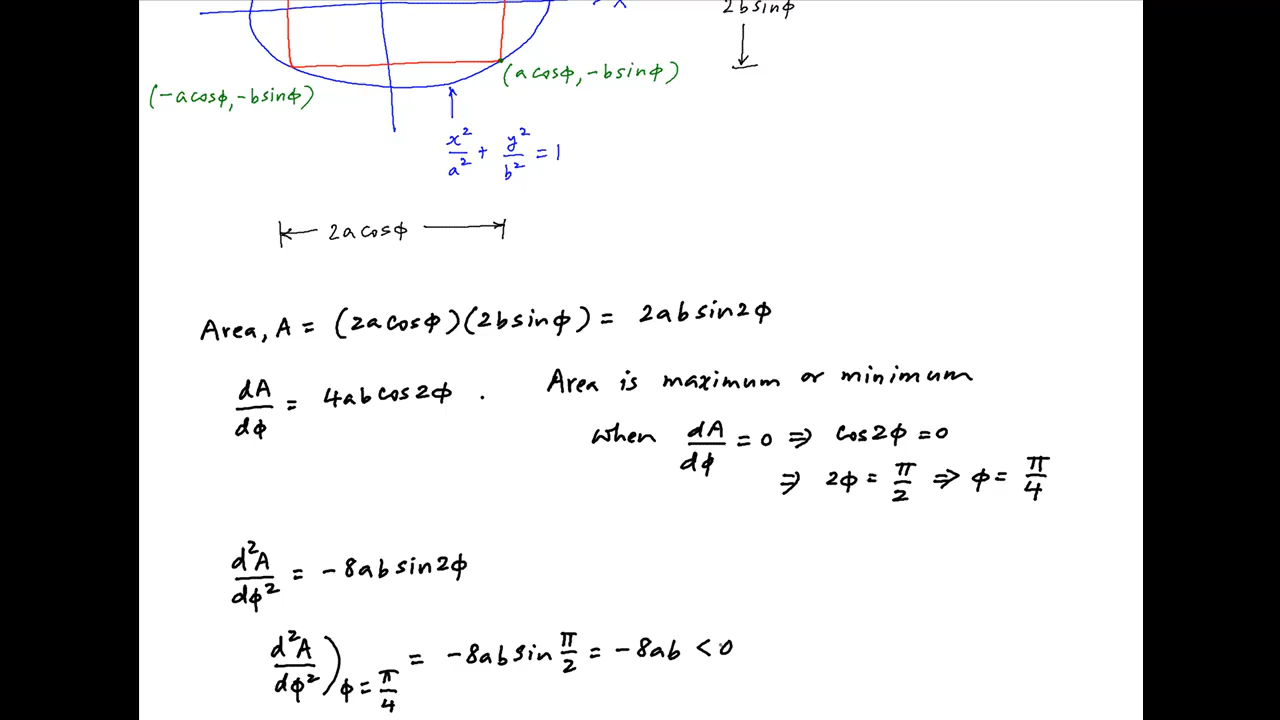 x
2bsinϕ
(acosϕ, -bsinϕ)
(-acosϕ, -bsinϕ)
x²/a² + y²/b² = 1
2acosϕ
Area, A = (2acosϕ)(2bsinϕ) = 2absin2ϕ
dA/dϕ = 4abcos2ϕ . Area is maximum or minimum
when dA/dϕ = 0 ⇒ cos2ϕ = 0
⇒ 2ϕ = π/2 ⇒ ϕ = π/4
d²A/dϕ² = -8absin2ϕ
d²A/dϕ²)ϕ=π/4 = -8absin π/2 = -8ab < 0